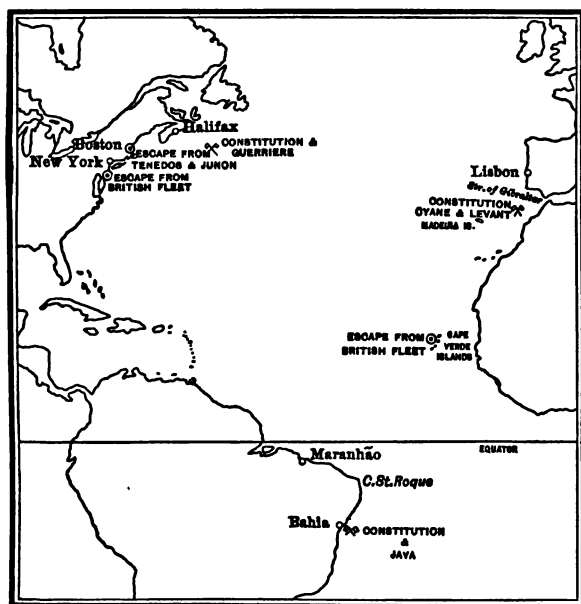 Halifax
Boston
CONSTITUTION &
GUERRIERE
New York
ESCAPE FROM
TENEDOS & JUNON
ESCAPE FROM
BRITISH FLEET
Lisbon
Str. of Gibraltar
CONSTITUTION
CYANE & LEVANT
MADEIRA IS.
ESCAPE FROM
BRITISH FLEET
CAPE
VERDE
ISLANDS
EQUATOR
Maranhão
C.St.Roque
Bahia
CONSTITUTION
&
JAVA